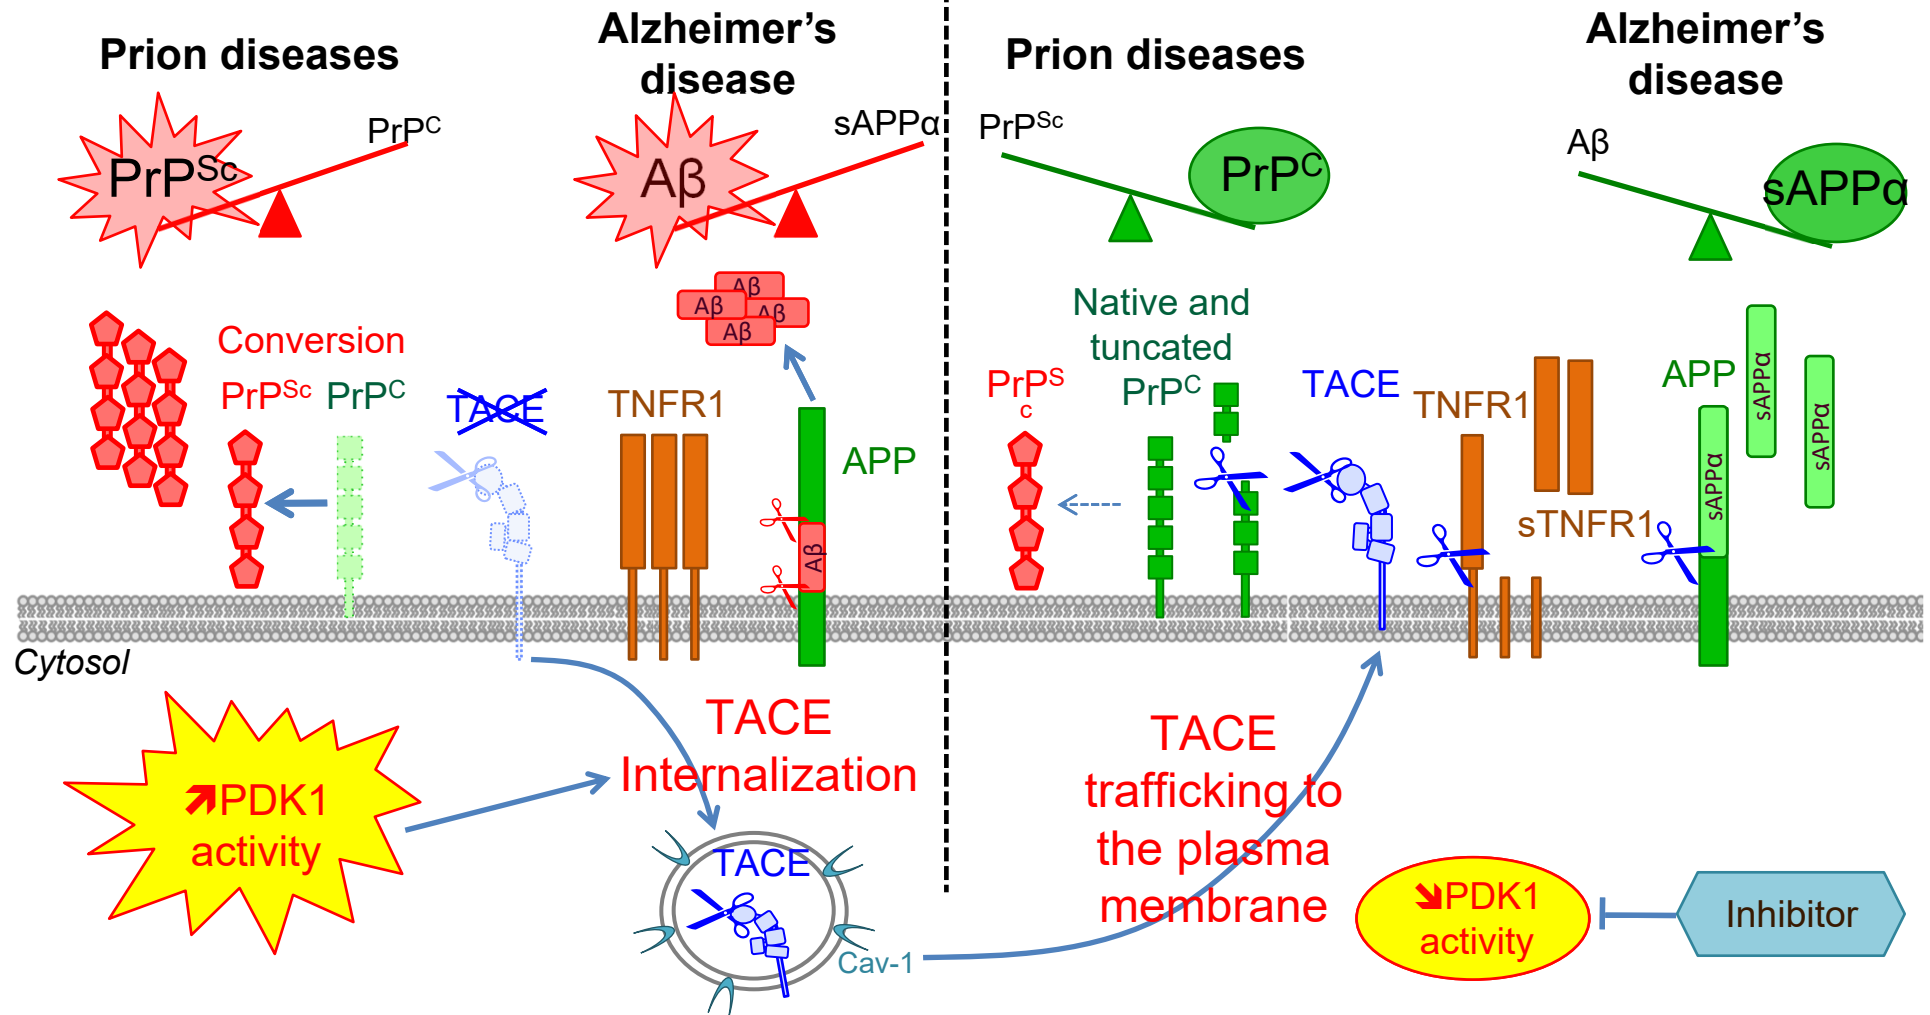 Prion diseases
Alzheimer's
disease
PrPSc
PrPC
Aβ
sAPPα
Conversion
PrPSc PrPC
TACE
TNFR1
Aβ
Aβ
Aβ
Aβ
APP
Aβ
Cytosol
PDK1
activity
TACE
Internalization
TACE
Cav-1
Prion diseases
Alzheimer's
disease
PrPSc
PrPC
Aβ
sAPPα
Native and
tuncated
PrPC
PrPS
c
TACE
TNFR1
sTNFR1
APP
sAPPα
sAPPα
sAPPα
TACE
trafficking to
the plasma
membrane
PDK1
activity
Inhibitor